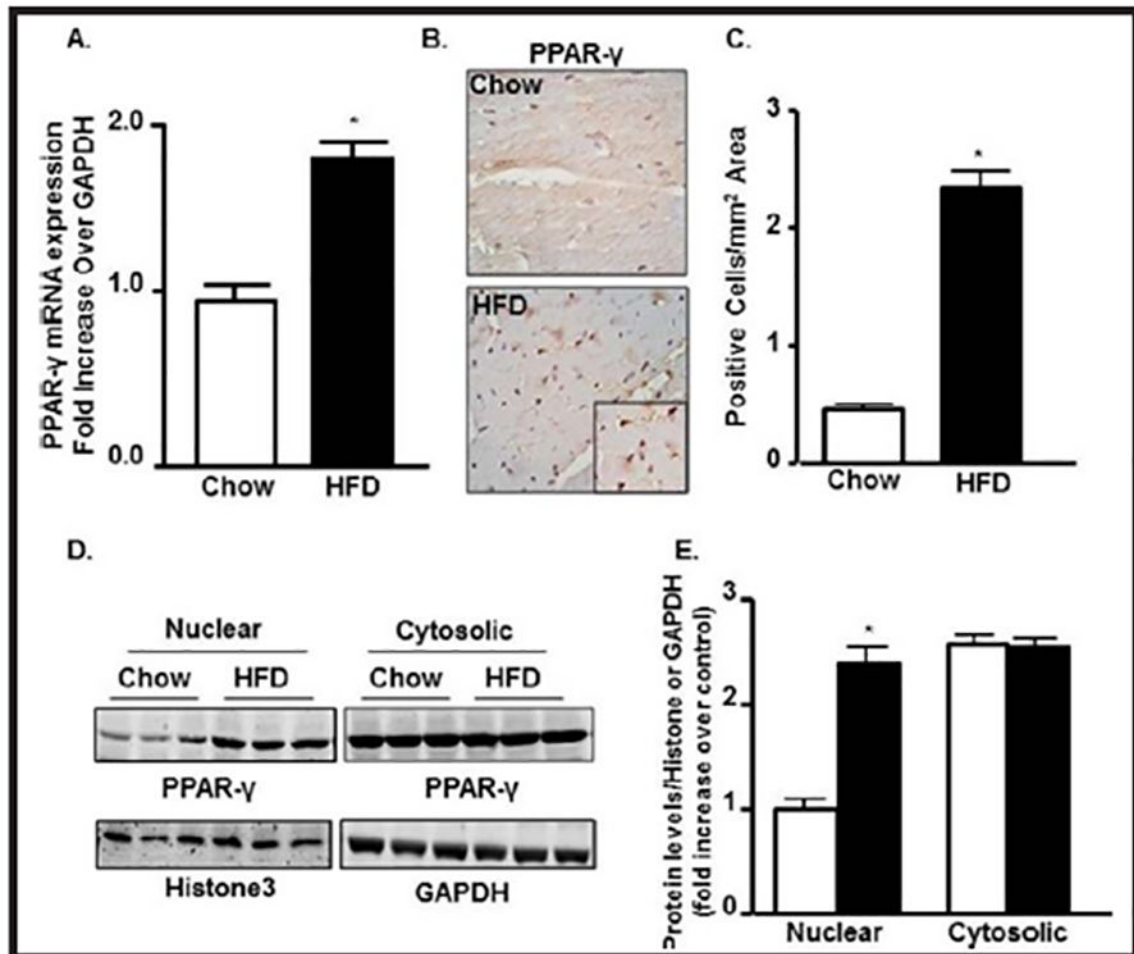 A.
PPAR-γ mRNA expression
Fold Increase Over GAPDH
2.0
1.0
0.0
*
Chow
HFD
B.
PPAR-γ
Chow
HFD
C.
Positive Cells/mm² Area
3
2
1
0
*
Chow
HFD
D.
Nuclear
Cytosolic
Chow
HFD
Chow
HFD
PPAR-γ
PPAR-γ
Histone3
GAPDH
E.
Protein levels/Histone or GAPDH
(fold increase over control)
3
2
1
0
*
Nuclear
Cytosolic